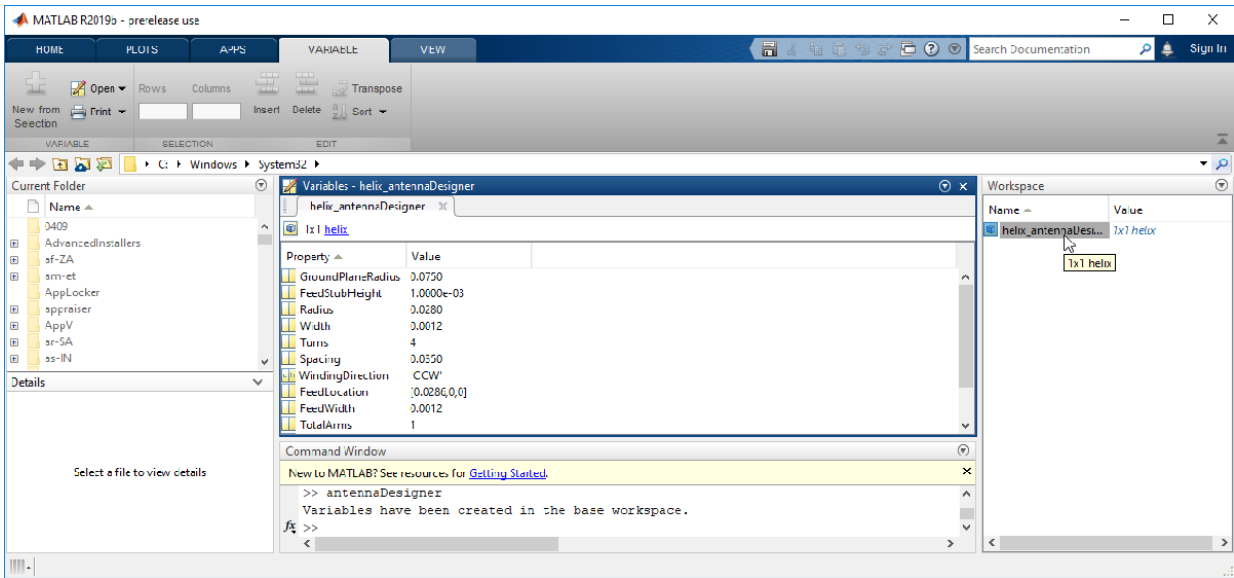 MATLAB R2019b - prerelease use
HOME PLOTS APPS VARIABLE VIEW Search Documentation Sign In
New from Selection Open Print Rows Columns Insert Delete Transpose Sort
VARIABLE SELECTION EDIT
C: Windows System32
Current Folder
Name
0409
AdvancedInstallers
af-ZA
am-et
AppLocker
appraiser
AppV
ar-SA
as-IN
Details
Select a file to view details
Variables - helix_antennaDesigner
helix_antennaDesigner
1x1 helix
Property Value
GroundPlaneRadius 0.0750
FeedStubHeight 1.0000e-03
Radius 0.0280
Width 0.0012
Turns 4
Spacing 0.0350
WindingDirection 'CCW'
FeedLocation [0.0286,0,0]
FeedWidth 0.0012
TotalArms 1
Command Window
New to MATLAB? See resources for Getting Started.
>> antennaDesigner
Variables have been created in the base workspace.
fx >>
Workspace
Name Value
helix_antennaDesi... 1x1 helix
1x1 helix